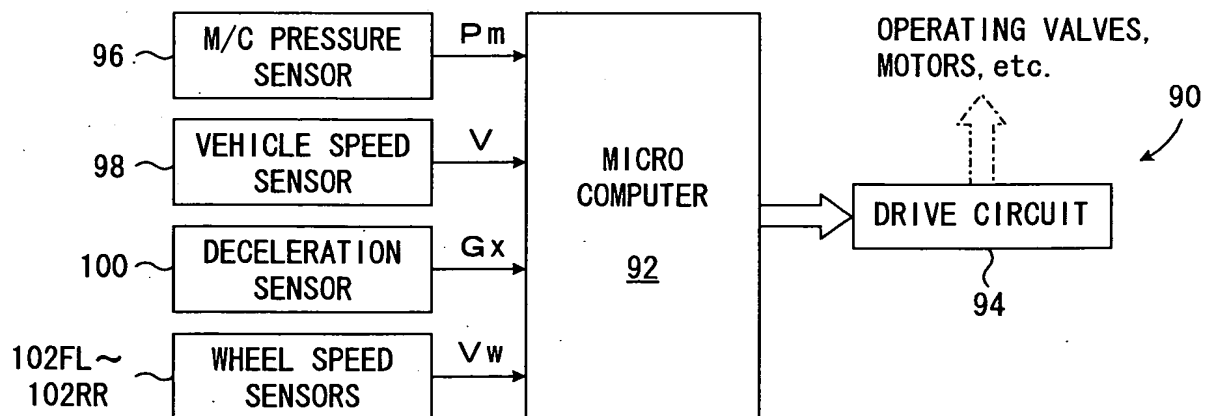 96
M/C PRESSURE
SENSOR
Pm
98
VEHICLE SPEED
SENSOR
V
100
DECELERATION
SENSOR
Gx
102FL~
102RR
WHEEL SPEED
SENSORS
Vw
MICRO
COMPUTER
92
OPERATING VALVES,
MOTORS, etc.
90
DRIVE CIRCUIT
94